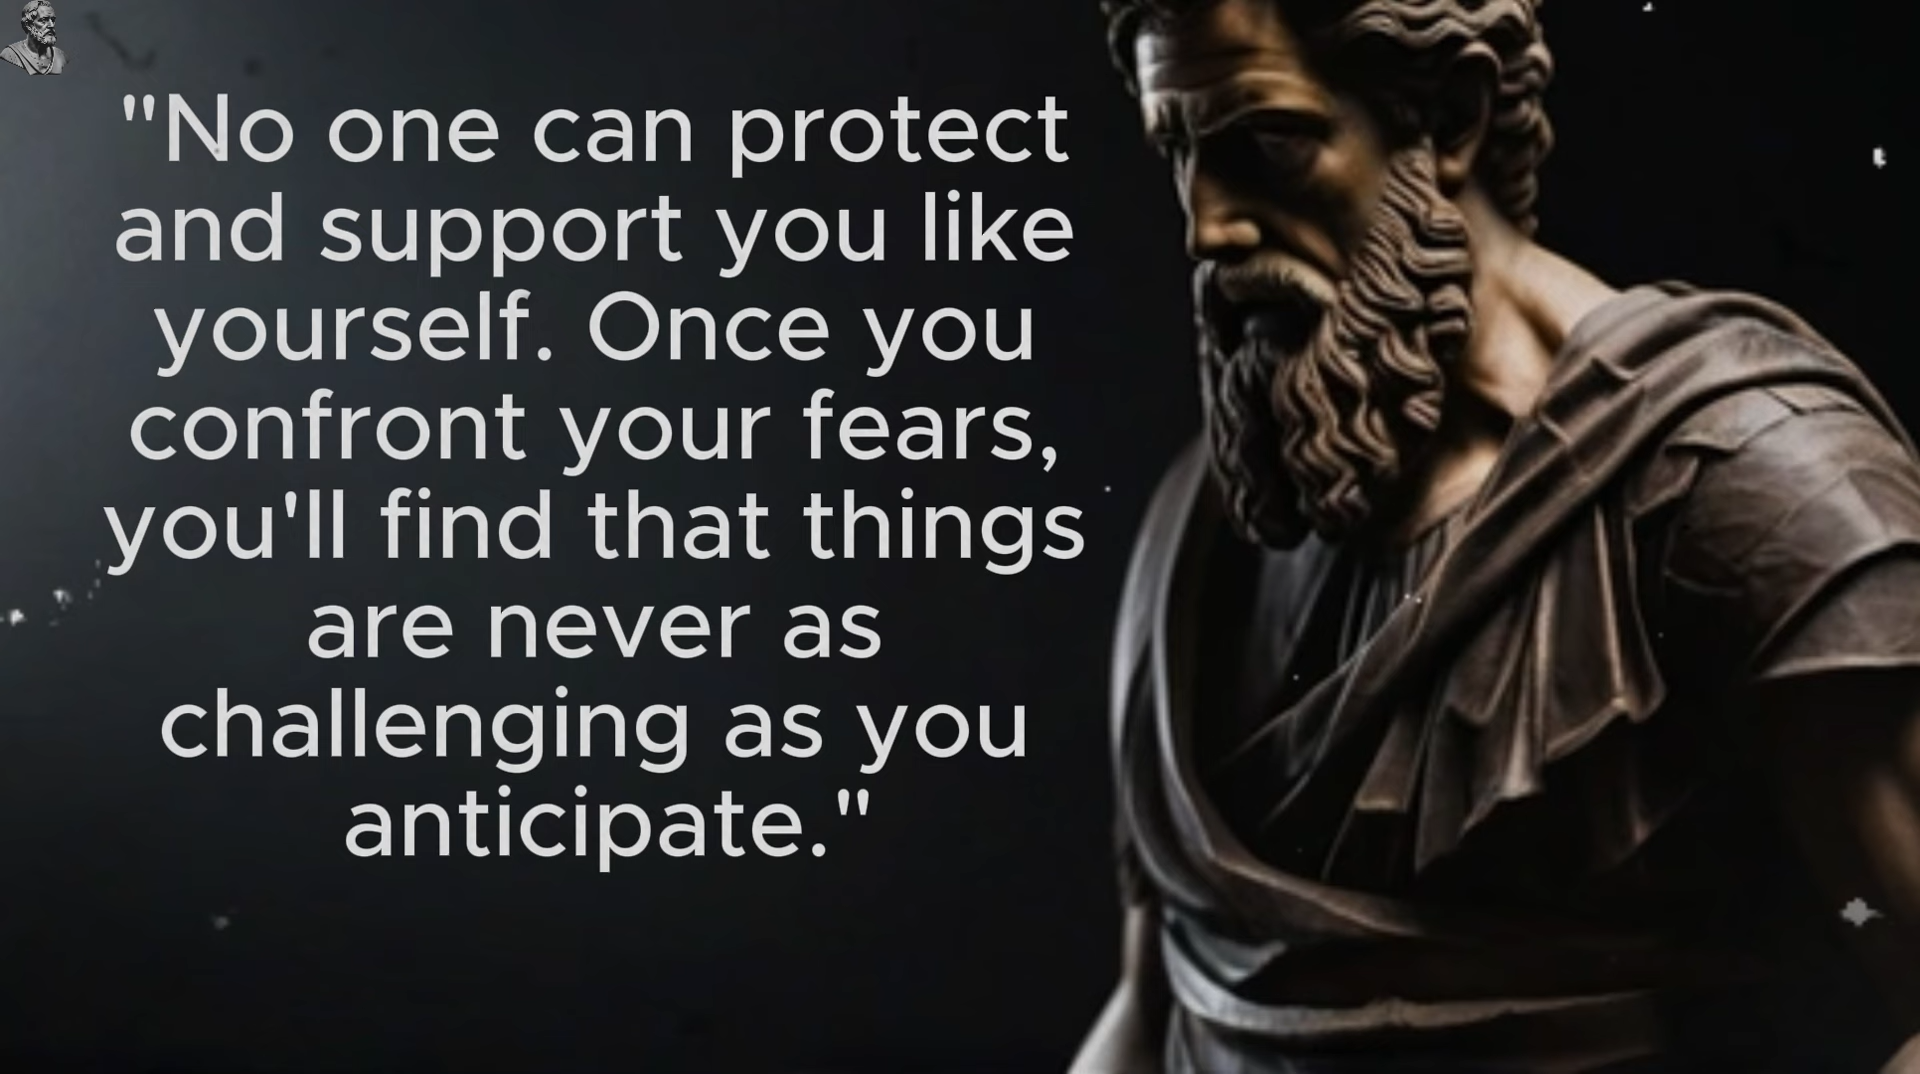 "No one can protect
and support you like
yourself. Once you
confront your fears,
you'll find that things
are never as
challenging as you
anticipate."